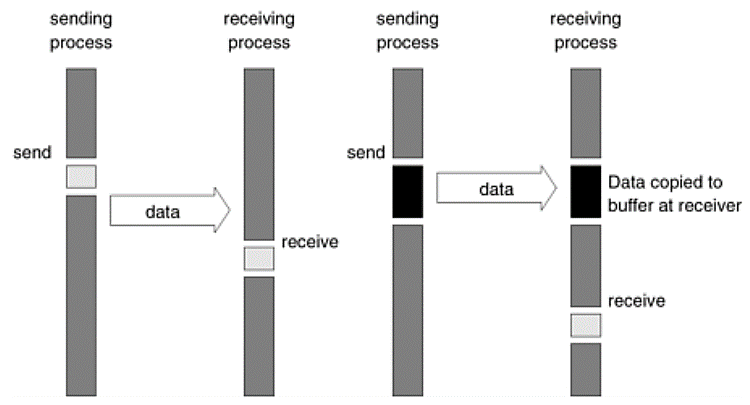 sending
process
receiving
process
sending
process
receiving
process
send
data
receive
send
data
Data copied to
buffer at receiver
receive